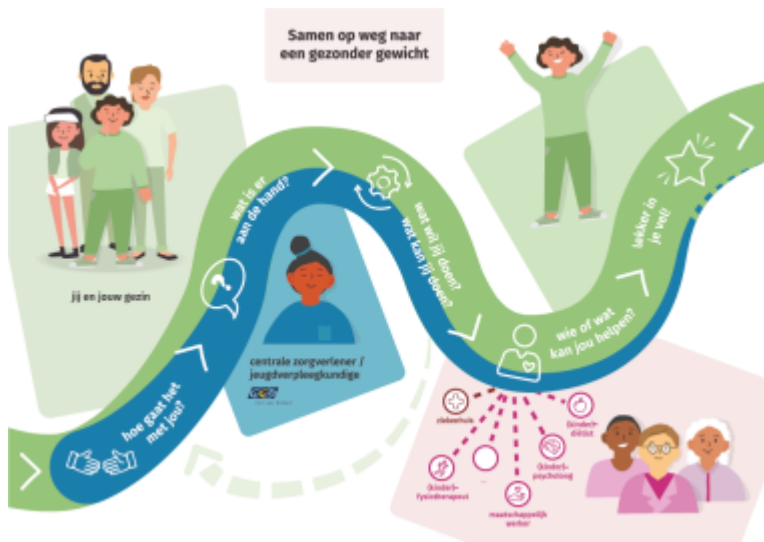 Samen op weg naar
een gezonder gewicht
jij en jouw gezin
hoe gaat het
met jou?
wat is er
aan de hand?
centrale zorgverlener /
jeugdverpleegkundige
GGD
wat wil jij doen?
wat kan jij doen?
wie of wat
kan jou helpen?
lekker in
je vel!
ziekenhuis
(kinder)-
fysiotherapeut
...
maatschappelijk
werker
(kinder)-
psycholoog
(kinder)-
diëtist